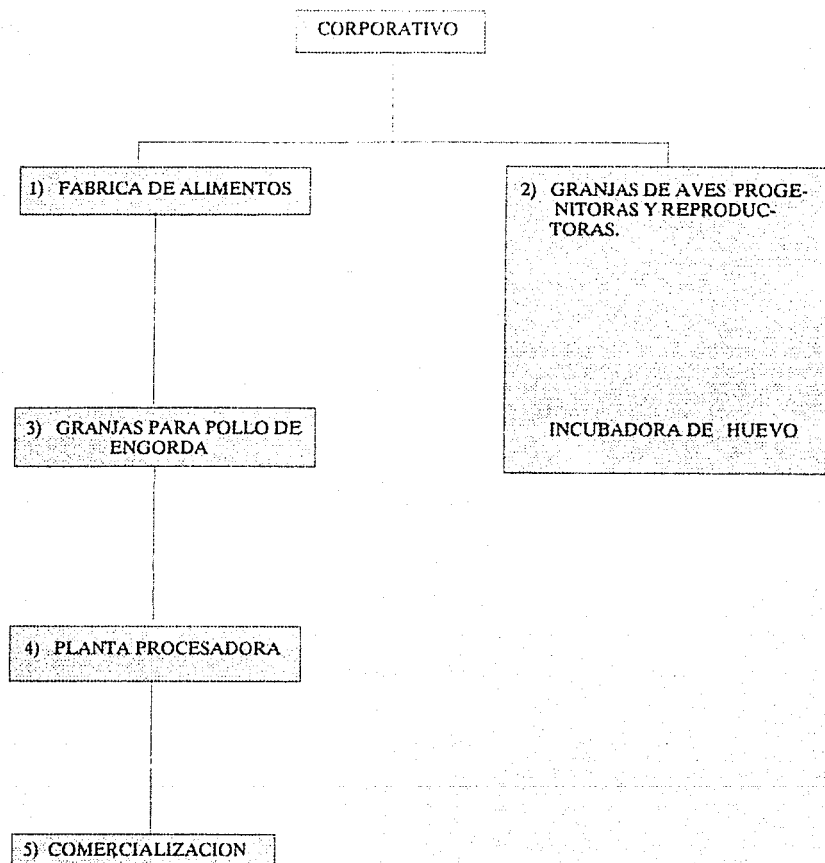 CORPORATIVO
1) FABRICA DE ALIMENTOS
2) GRANJAS DE AVES PROGE-
NITORAS Y REPRODUC-
TORAS.
3) GRANJAS PARA POLLO DE
ENGORDA
INCUBADORA DE HUEVO
4) PLANTA PROCESADORA
5) COMERCIALIZACION